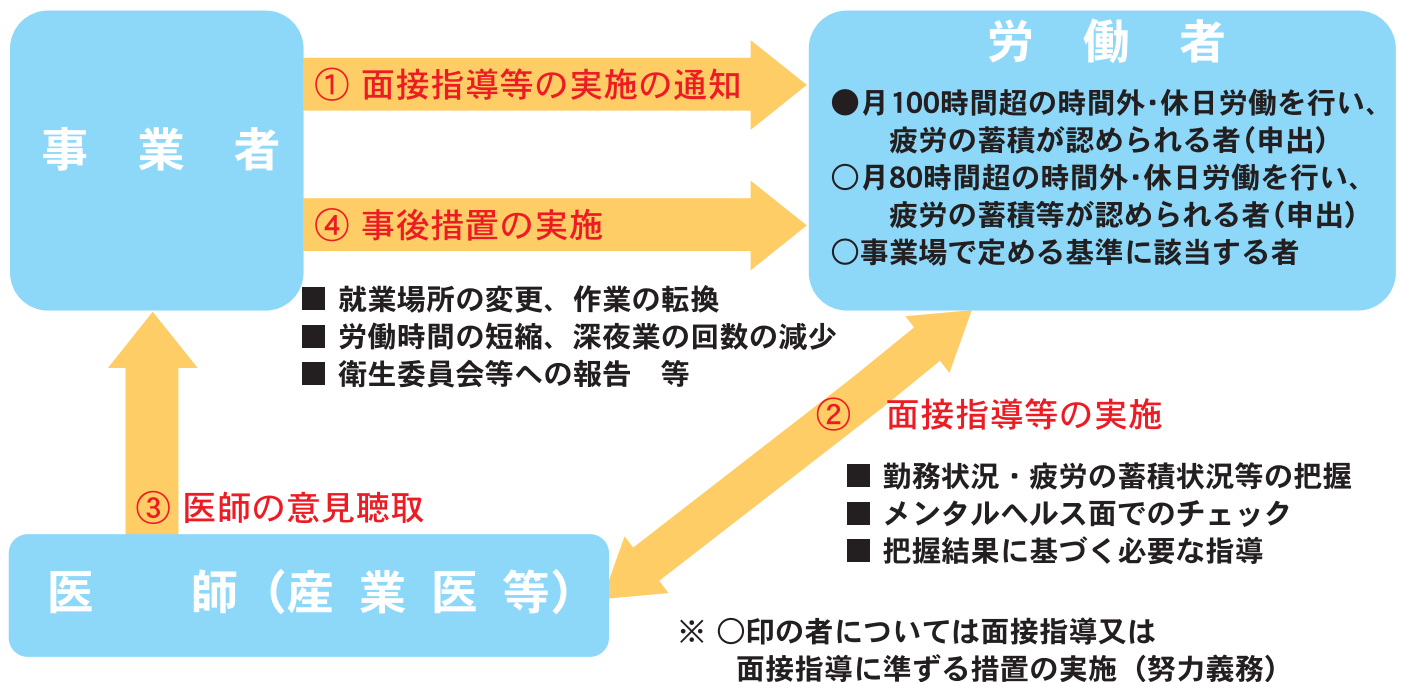 事業者
① 面接指導等の実施の通知
④ 事後措置の実施
■ 就業場所の変更、作業の転換
■ 労働時間の短縮、深夜業の回数の減少
■ 衛生委員会等への報告　等
労働者
●月100時間超の時間外・休日労働を行い、
疲労の蓄積が認められる者（申出）
○月80時間超の時間外・休日労働を行い、
疲労の蓄積等が認められる者（申出）
○事業場で定める基準に該当する者
②　面接指導等の実施
■ 勤務状況・疲労の蓄積状況等の把握
■ メンタルヘルス面でのチェック
■ 把握結果に基づく必要な指導
③ 医師の意見聴取
医　師（産業医等）
※ ○印の者については面接指導又は
面接指導に準ずる措置の実施（努力義務）